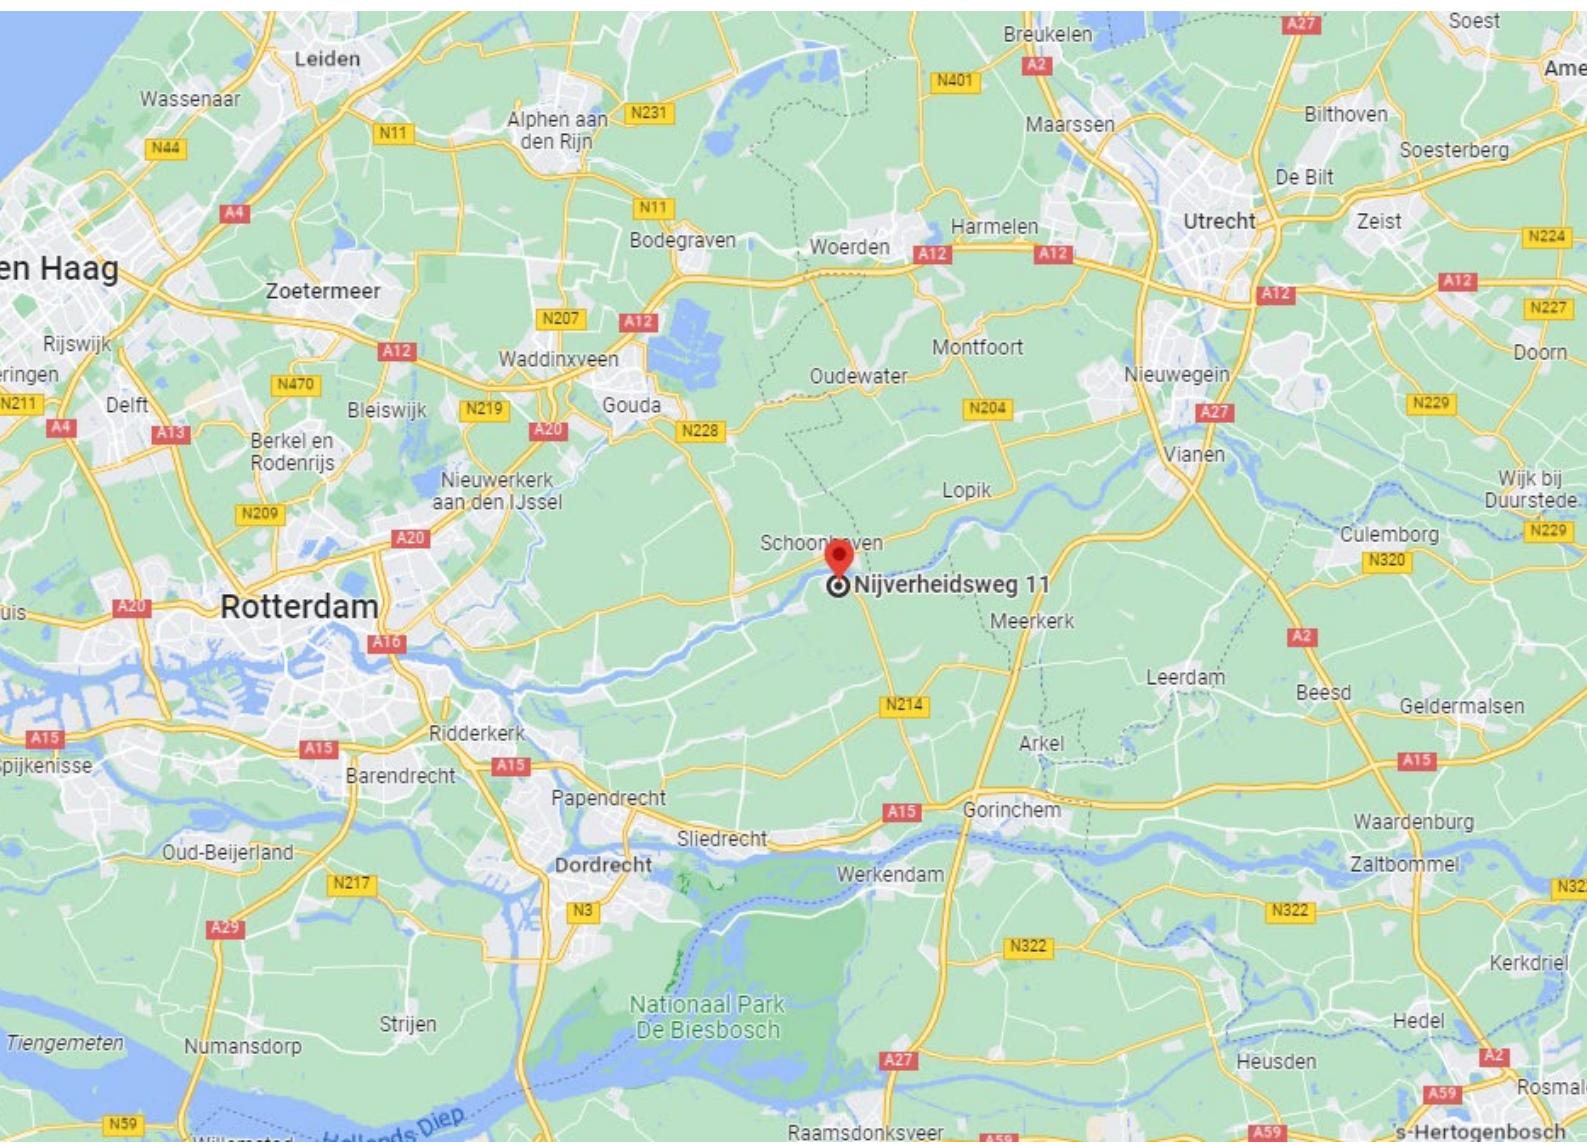 A27
Soest
Breukelen
Leiden
A2
Ame
N401
Wassenaar
N231
Alphen aan
den Rijn
Bilthoven
N11
Maarssen
N44
Soesterberg
De Bilt
N11
A4
Utrecht
Zeist
Harmelen
Bodegraven
Woerden
N224
A12
A12
en Haag
Zoetermeer
A12
A12
N227
N207
A12
Rijswijk
Montfoort
A12
Doorn
Waddinxveen
eringen
Oudewater
Nieuwegein
N470
N211
Delft
Bleiswijk
N219
Gouda
N204
N229
A27
A4
A13
A20
N228
Berkel en
Rodenrijs
Vianen
Nieuwerkerk
aan den IJssel
Lopik
Wijk bij
Duurstede
N209
A20
Schoonhoven
Culemborg
N229
N320
Nijverheidsweg 11
uis
A20
Rotterdam
Meerkerk
A16
A2
Leerdam
Beesd
N214
Geldermalsen
A15
Ridderkerk
A15
Arkel
A15
Spijkenisse
Barendrecht
A15
Papendrecht
A15
Gorinchem
Waardenburg
Sliedrecht
Oud-Beijerland
Dordrecht
Zaltbommel
Werkendam
N217
N322
N3
N322
A29
N322
Kerkdriel
Nationaal Park
De Biesbosch
Strijen
Hedel
Tiengemeten
Numansdorp
A27
Heusden
A2
A59
Rosmal
N59
Hollands Diep
Willemstad
Raamsdonksveer
A59
A59
's-Hertogenbosch